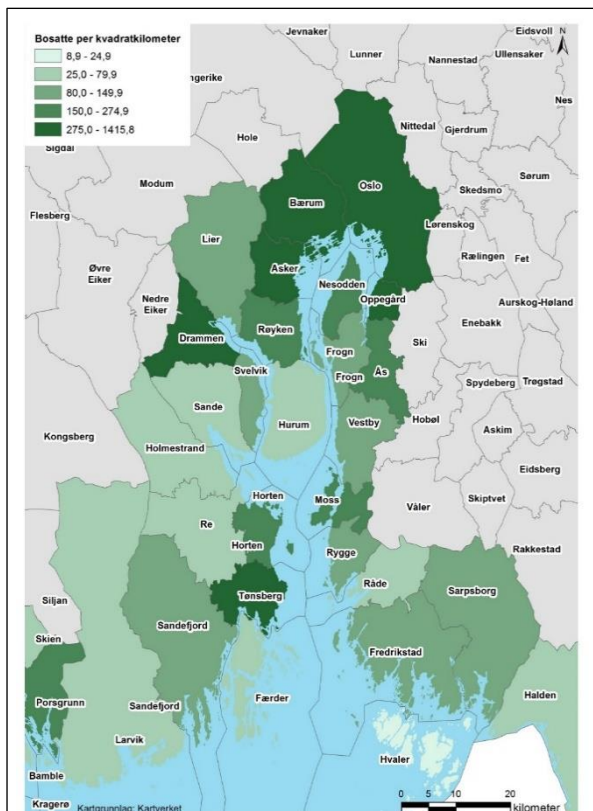 Bosatte per kvadratkilometer
8,9 - 24,9
25,0 - 79,9
80,0 - 149,9
150,0 - 274,9
275,0 - 1415,8
Jevnaker
Eidsvoll
N
Lunner
Ullensaker
Nannestad
ngerike
Nes
Hole
Nittedal
Gjerdrum
Sigdal
Modum
Oslo
Sørum
Skedsmo
Bærum
Flesberg
Lørenskog
Lier
Rælingen
Fet
Øvre
Eiker
Asker
Nesodden
Nedre
Eiker
Oppegård
Aurskog-Høland
Røyken
Enebakk
Drammen
Ski
Frogn
Svelvik
Frogn
Ås
Spydeberg
Trøgstad
Sande
Hurum
Vestby
Hobøl
Askim
Kongsberg
Holmestrand
Eidsberg
Horten
Moss
Skiptvet
Våler
Re
Horten
Rygge
Rakkestad
Råde
Sarpsborg
Siljan
Tønsberg
Sandefjord
Skien
Fredrikstad
Porsgrunn
Sandefjord
Færder
Halden
Larvik
Hvaler
Bamble
Kragerø
Kartgrunnlag: Kartverket
0 5 10 20
kilometer